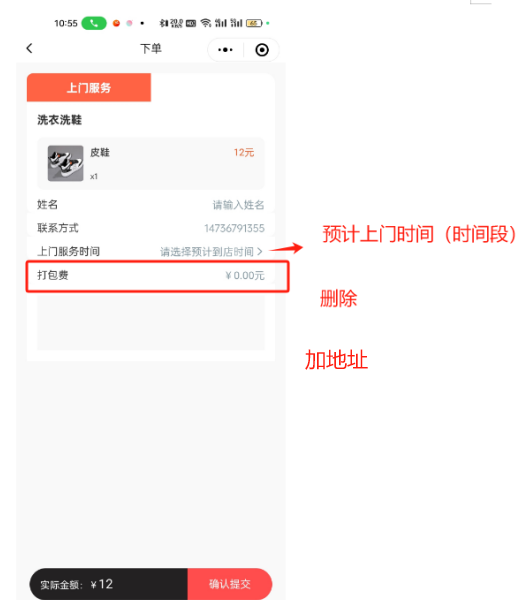 10:55
下单
上门服务
洗衣洗鞋
皮鞋 12元
x1
姓名 请输入姓名
联系方式 14736791355
上门服务时间 请选择预计到店时间 >
预计上门时间（时间段）
打包费 ¥ 0.00元
删除
加地址
实际金额: ¥ 12 确认提交